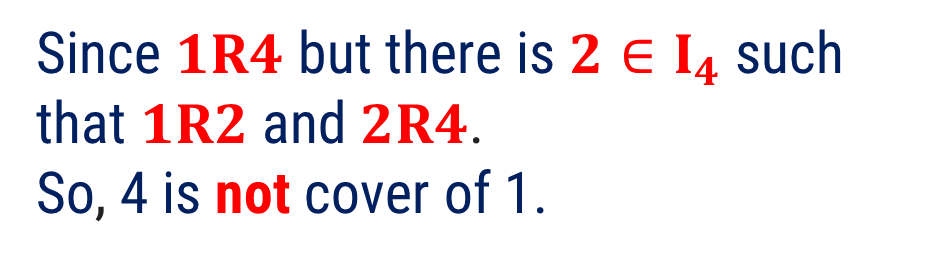 Since 1R4 but there is 2 ∈ I₄ such
that 1R2 and 2R4.
So, 4 is not cover of 1.